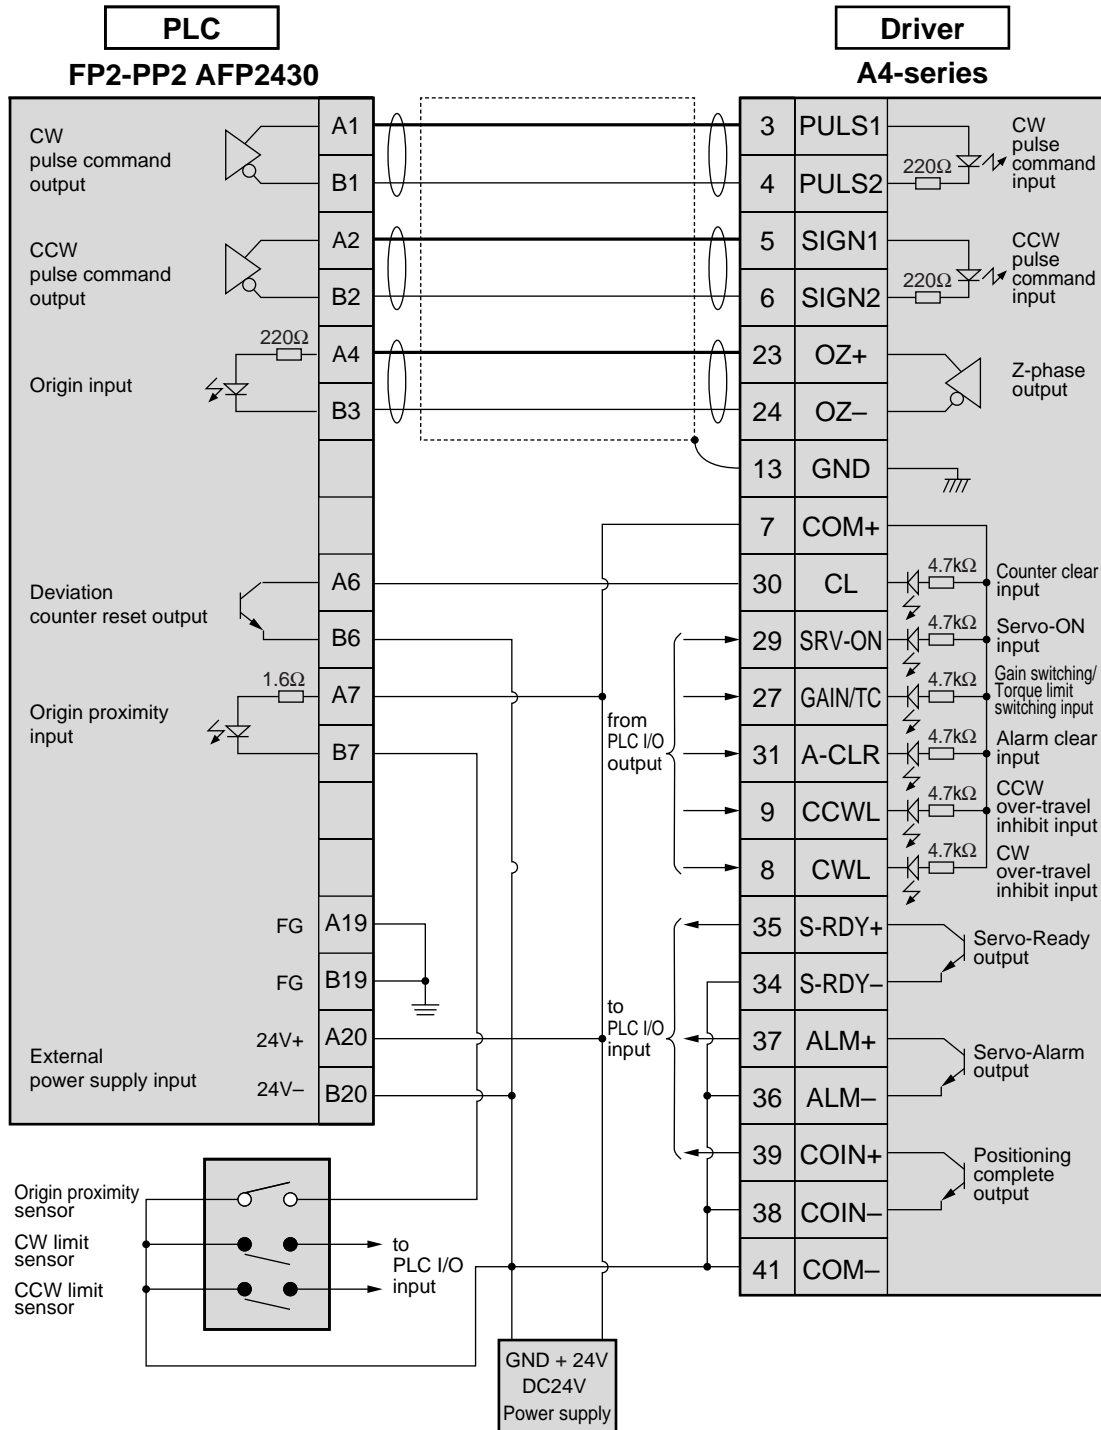 PLC
Driver
FP2-PP2 AFP2430
A4-series
CW
pulse command
output
A1
B1
CCW
pulse command
output
A2
B2
220Ω
Origin input
A4
B3
Deviation
counter reset output
A6
B6
1.6Ω
Origin proximity
input
A7
B7
FG
A19
FG
B19
External
power supply input
24V+
A20
24V–
B20
3
PULS1
4
PULS2
220Ω
CW
pulse
command
input
5
SIGN1
6
SIGN2
220Ω
CCW
pulse
command
input
23
OZ+
24
OZ–
Z-phase
output
13
GND
7
COM+
30
CL
4.7kΩ
Counter clear
input
29
SRV-ON
4.7kΩ
Servo-ON
input
27
GAIN/TC
4.7kΩ
Gain switching/
Torque limit
switching input
31
A-CLR
4.7kΩ
Alarm clear
input
9
CCWL
4.7kΩ
CCW
over-travel
inhibit input
8
CWL
4.7kΩ
CW
over-travel
inhibit input
from
PLC I/O
output
35
S-RDY+
34
S-RDY–
Servo-Ready
output
37
ALM+
36
ALM–
Servo-Alarm
output
39
COIN+
38
COIN–
Positioning
complete
output
41
COM–
to
PLC I/O
input
Origin proximity
sensor
CW limit
sensor
CCW limit
sensor
to
PLC I/O
input
GND + 24V
DC24V
Power supply